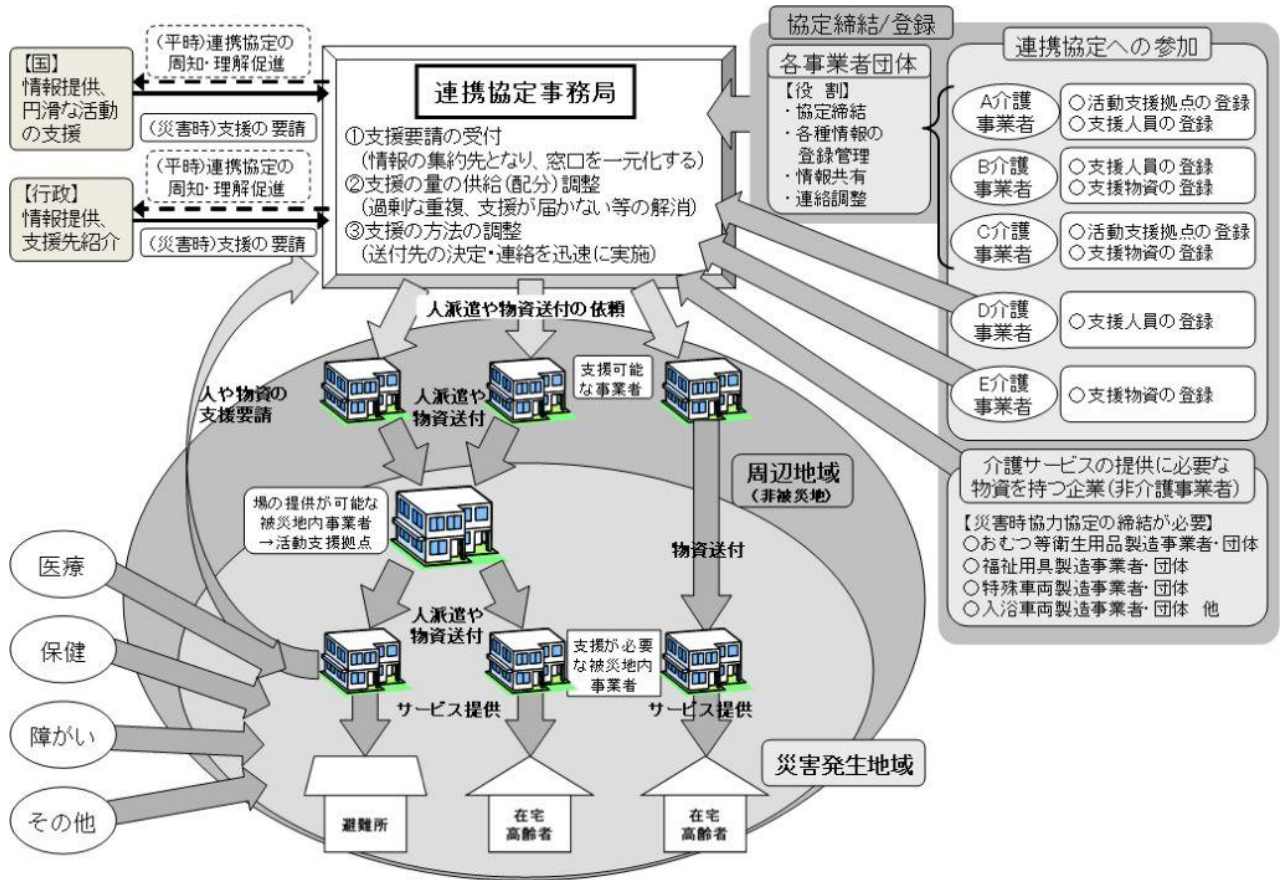 【国】
情報提供、
円滑な活動
の支援
(平時)連携協定の
周知・理解促進
(災害時)支援の要請
【行政】
情報提供、
支援先紹介
(平時)連携協定の
周知・理解促進
(災害時)支援の要請
連携協定事務局
①支援要請の受付
(情報の集約先となり、窓口を一元化する)
②支援の量の供給(配分)調整
(過剰な重複、支援が届かない等の解消)
③支援の方法の調整
(送付先の決定・連絡を迅速に実施)
協定締結/登録
各事業者団体
【役 割】
・協定締結
・各種情報の
登録管理
・情報共有
・連絡調整
連携協定への参加
A介護
事業者
○活動支援拠点の登録
○支援人員の登録
B介護
事業者
○支援人員の登録
○支援物資の登録
C介護
事業者
○活動支援拠点の登録
○支援物資の登録
D介護
事業者
○支援人員の登録
E介護
事業者
○支援物資の登録
介護サービスの提供に必要な
物資を持つ企業(非介護事業者)
【災害時協力協定の締結が必要】
○おむつ等衛生用品製造事業者・団体
○福祉用具製造事業者・団体
○特殊車両製造事業者・団体
○入浴車両製造事業者・団体 他
人派遣や物資送付の依頼
人や物資の
支援要請
人派遣や
物資送付
支援可能
な事業者
周辺地域
(非被災地)
場の提供が可能な
被災地内事業者
→活動支援拠点
物資送付
人派遣や
物資送付
支援が必要
な被災地内
事業者
サービス提供
サービス提供
災害発生地域
医療
保健
障がい
その他
避難所
在宅
高齢者
在宅
高齢者